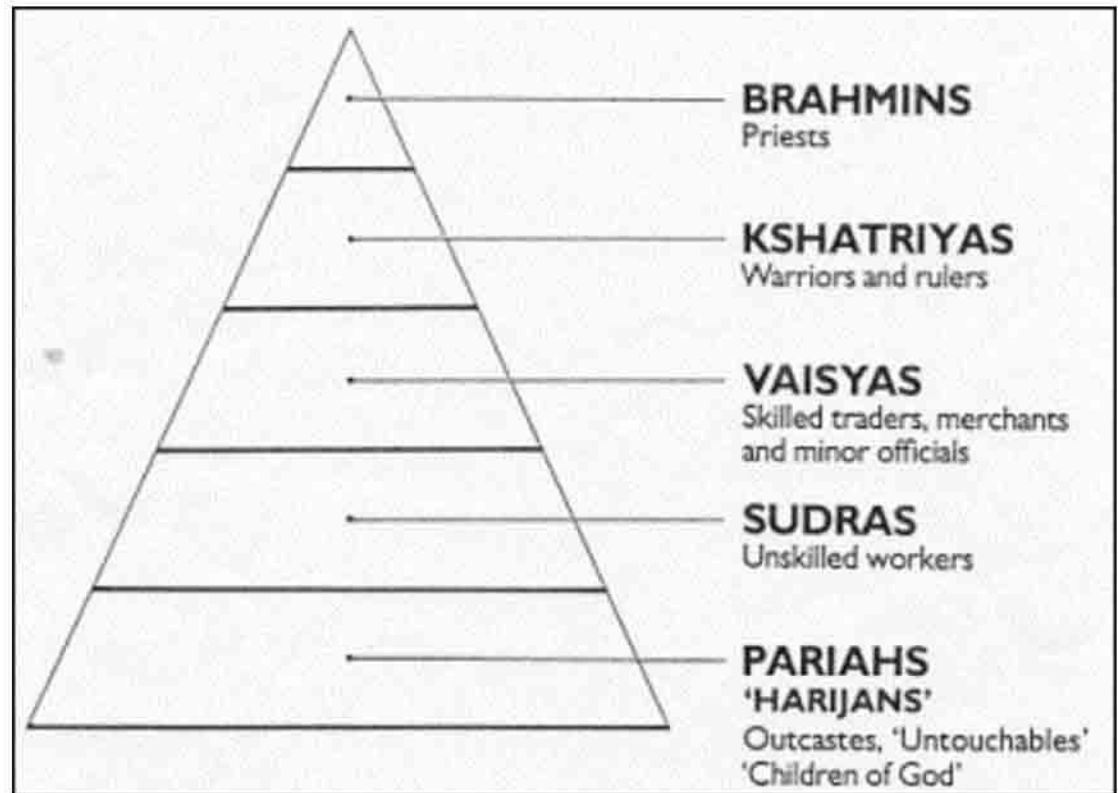 BRAHMINS
Priests
KSHATRIYAS
Warriors and rulers
VAISYAS
Skilled traders, merchants
and minor officials
SUDRAS
Unskilled workers
PARIAHS
'HARIJANS'
Outcastes, 'Untouchables'
'Children of God'